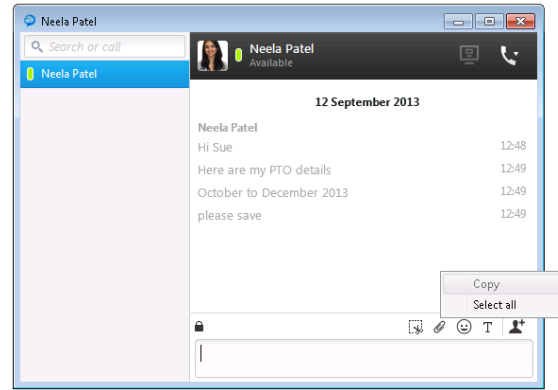 Neela Patel
Search or call
Neela Patel
Neela Patel
Available
12 September 2013
Neela Patel
Hi Sue 12:48
Here are my PTO details 12:49
October to December 2013 12:49
please save 12:49
Copy
Select all
T